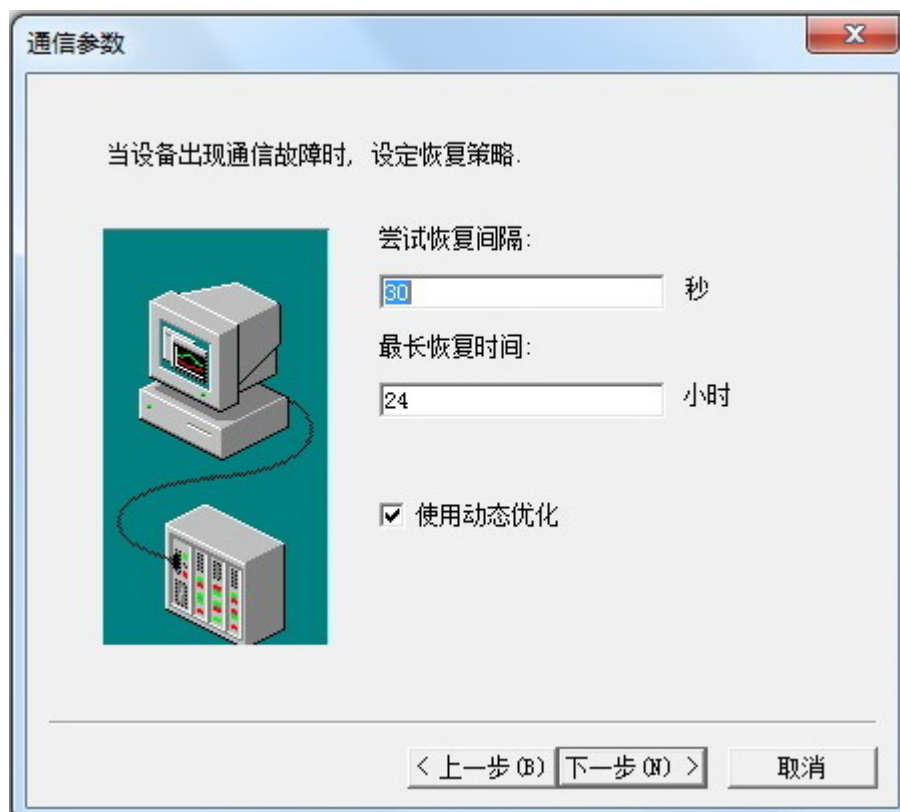 通信参数
当设备出现通信故障时, 设定恢复策略.
尝试恢复间隔:
30 秒
最长恢复时间:
24 小时
使用动态优化
< 上一步(B) 下一步(N) > 取消